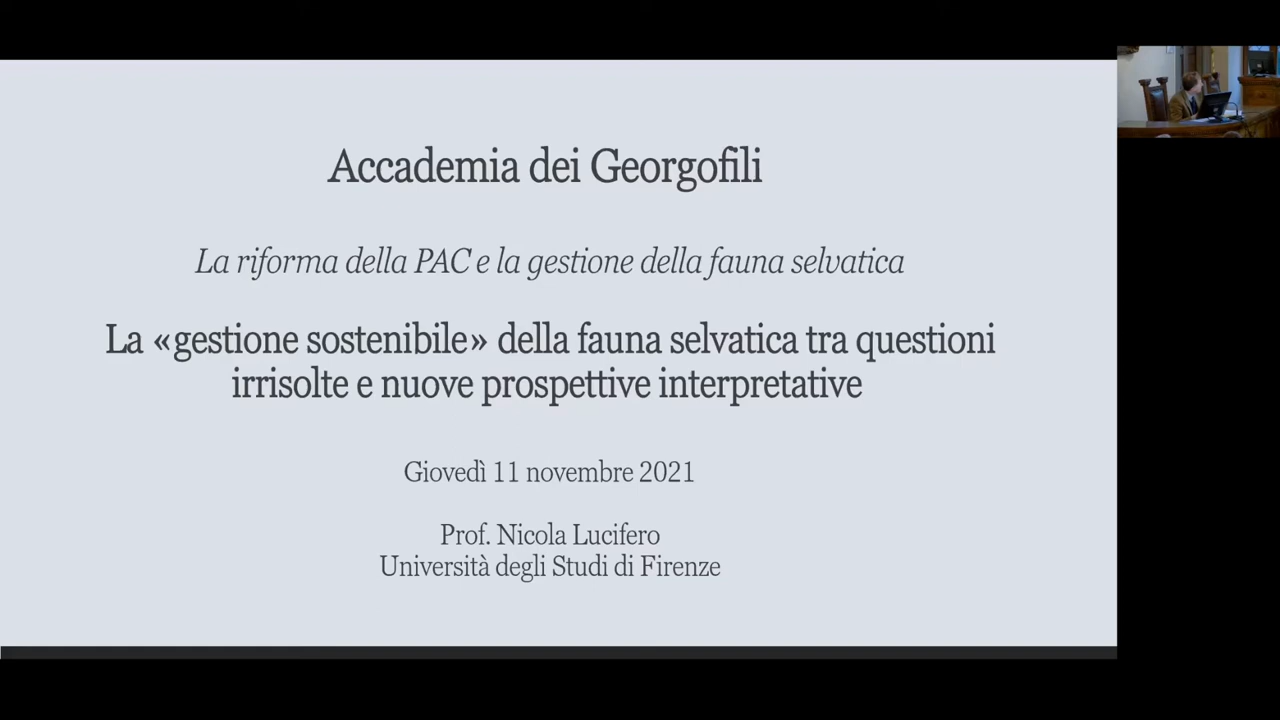 Accademia dei Georgofili
La riforma della PAC e la gestione della fauna selvatica
La «gestione sostenibile» della fauna selvatica tra questioni
irrisolte e nuove prospettive interpretative
Giovedì 11 novembre 2021
Prof. Nicola Lucifero
Università degli Studi di Firenze